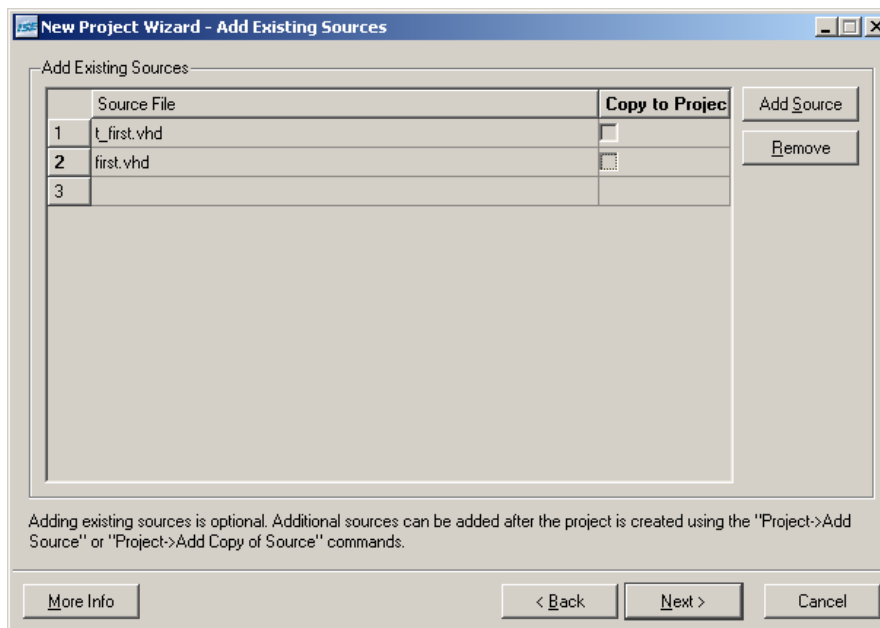 ISE New Project Wizard - Add Existing Sources
Add Existing Sources
Source File Copy to Projec Add Source
1 t_first.vhd
2 first.vhd Remove
3
Adding existing sources is optional. Additional sources can be added after the project is created using the "Project->Add
Source" or "Project->Add Copy of Source" commands.
More Info < Back Next > Cancel